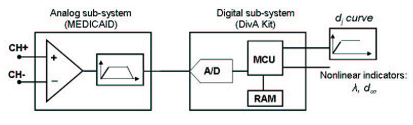 Analog sub-system
(MEDICAID)
Digital sub-system
(DivA Kit)
dⱼ curve
CH+
CH-
+
−
A/D
MCU
RAM
Nonlinear indicators:
λ, d∞